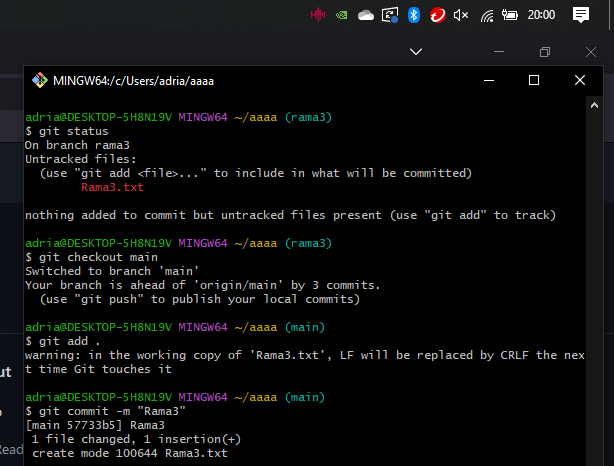 20:00
MINGW64:/c/Users/adria/aaaa
adria@DESKTOP-5H8N19V MINGW64 ~/aaaa (rama3)
$ git status
On branch rama3
Untracked files:
  (use "git add <file>..." to include in what will be committed)
        Rama3.txt
nothing added to commit but untracked files present (use "git add" to track)
adria@DESKTOP-5H8N19V MINGW64 ~/aaaa (rama3)
$ git checkout main
Switched to branch 'main'
Your branch is ahead of 'origin/main' by 3 commits.
  (use "git push" to publish your local commits)
adria@DESKTOP-5H8N19V MINGW64 ~/aaaa (main)
$ git add .
warning: in the working copy of 'Rama3.txt', LF will be replaced by CRLF the nex
t time Git touches it
adria@DESKTOP-5H8N19V MINGW64 ~/aaaa (main)
$ git commit -m "Rama3"
[main 57733b5] Rama3
 1 file changed, 1 insertion(+)
 create mode 100644 Rama3.txt